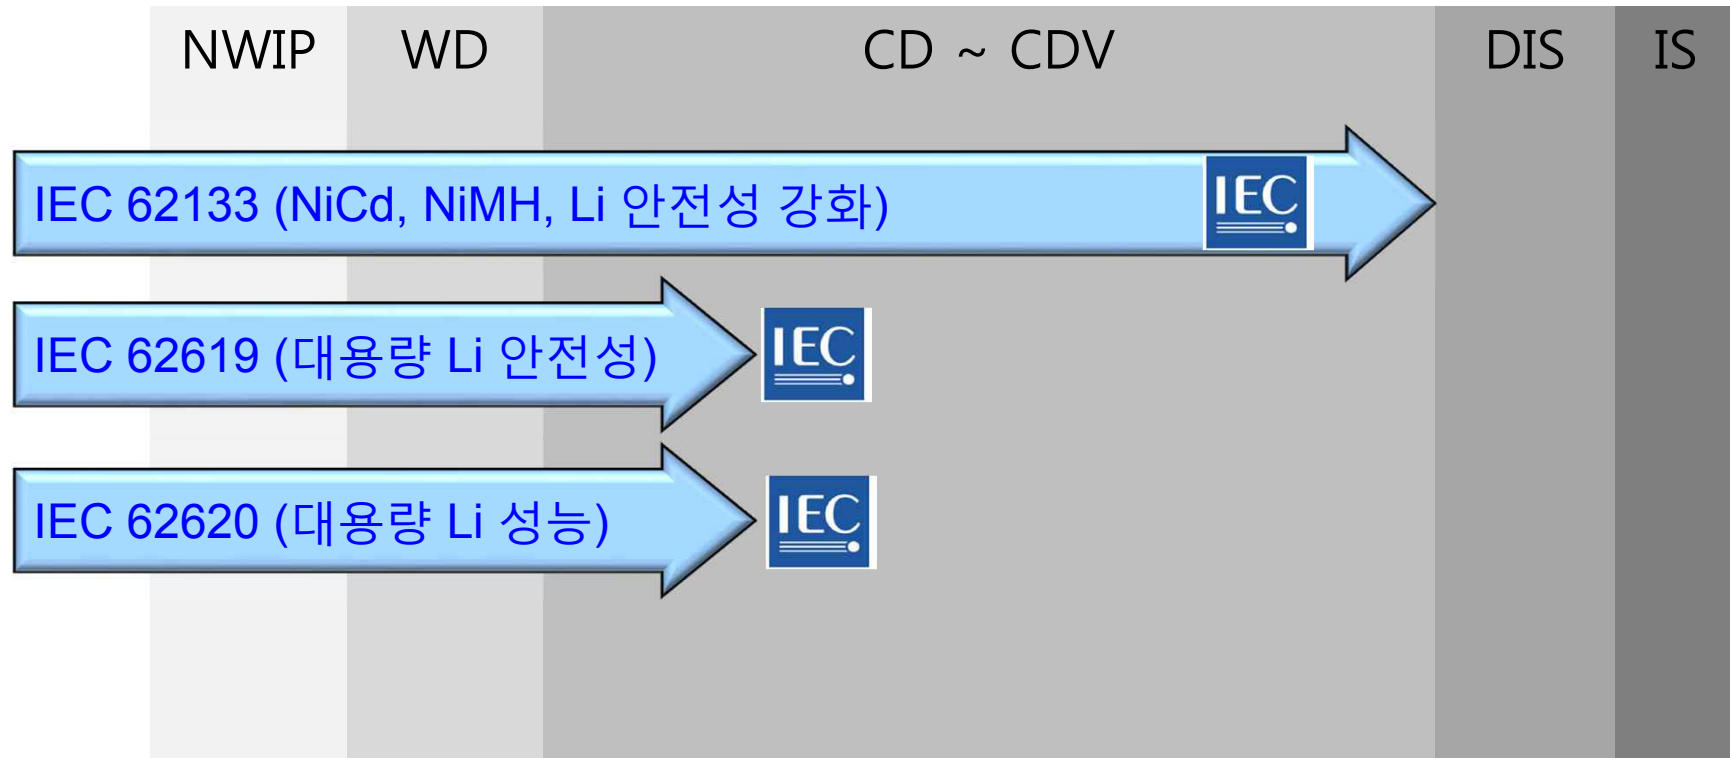 NWIP WD CD ~ CDV DIS IS
IEC 62133 (NiCd, NiMH, Li 안전성 강화)
IEC
IEC 62619 (대용량 Li 안전성)
IEC
IEC 62620 (대용량 Li 성능)
IEC